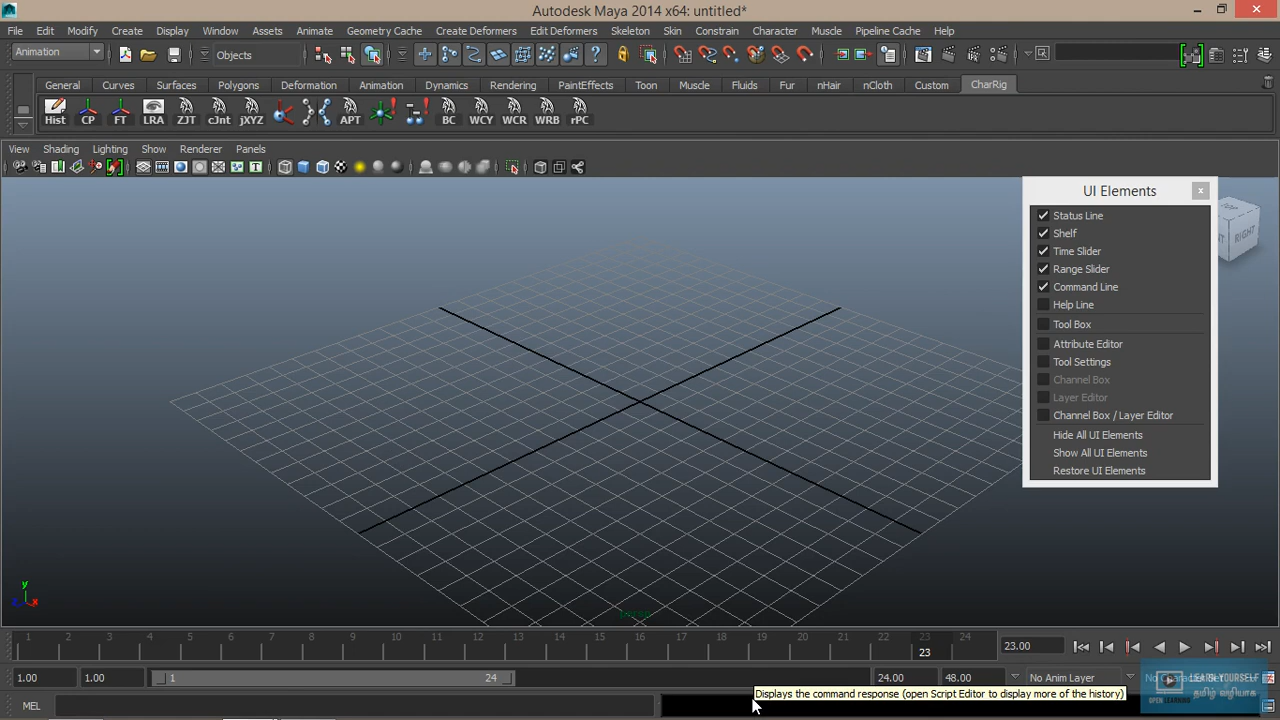 Autodesk Maya 2014 x64: untitled*
File Edit Modify Create Display Window Assets Animate Geometry Cache Create Deformers Edit Deformers Skeleton Skin Constrain Character Muscle Pipeline Cache Help
Animation Objects
General Curves Surfaces Polygons Deformation Animation Dynamics Rendering PaintEffects Toon Muscle Fluids Fur nHair nCloth Custom CharRig
Hist CP FT LRA ZJT cJnt jXYZ APT BC WCY WCR WRB rPC
View Shading Lighting Show Renderer Panels
UI Elements
Status Line
RIGHT
Shelf
Time Slider
Range Slider
Command Line
Help Line
Tool Box
Attribute Editor
Tool Settings
Channel Box
Layer Editor
Channel Box / Layer Editor
Hide All UI Elements
Show All UI Elements
Restore UI Elements
y
x
1 2 3 4 5 6 7 8 9 10 11 12 13 14 15 16 17 18 19 20 21 22 23 24
23
23.00
1.00 1.00 1 24 24.00 48.00 No Anim Layer
LEARN YOURSELF
தமிழ் வழியாக
OPEN LEARNING
Displays the command response (open Script Editor to display more of the history)
MEL